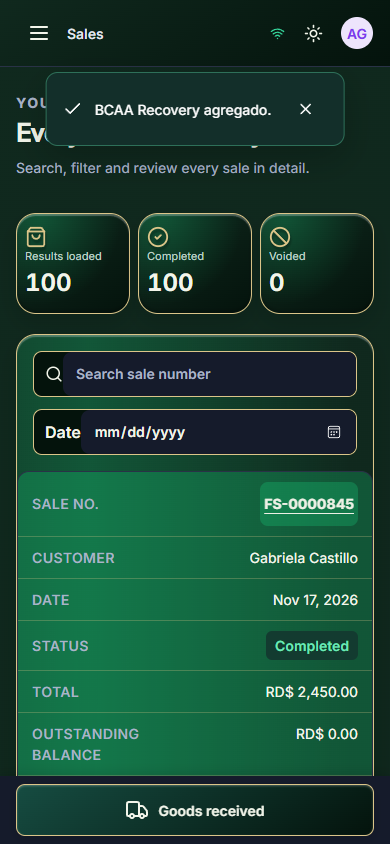 Sales
AG
BCAA Recovery agregado.
Search, filter and review every sale in detail.
Results loaded
100
Completed
100
Voided
0
Search sale number
Date mm/dd/yyyy
SALE NO. FS-0000845
CUSTOMER Gabriela Castillo
DATE Nov 17, 2026
STATUS Completed
TOTAL RD$ 2,450.00
OUTSTANDING BALANCE RD$ 0.00
Goods received